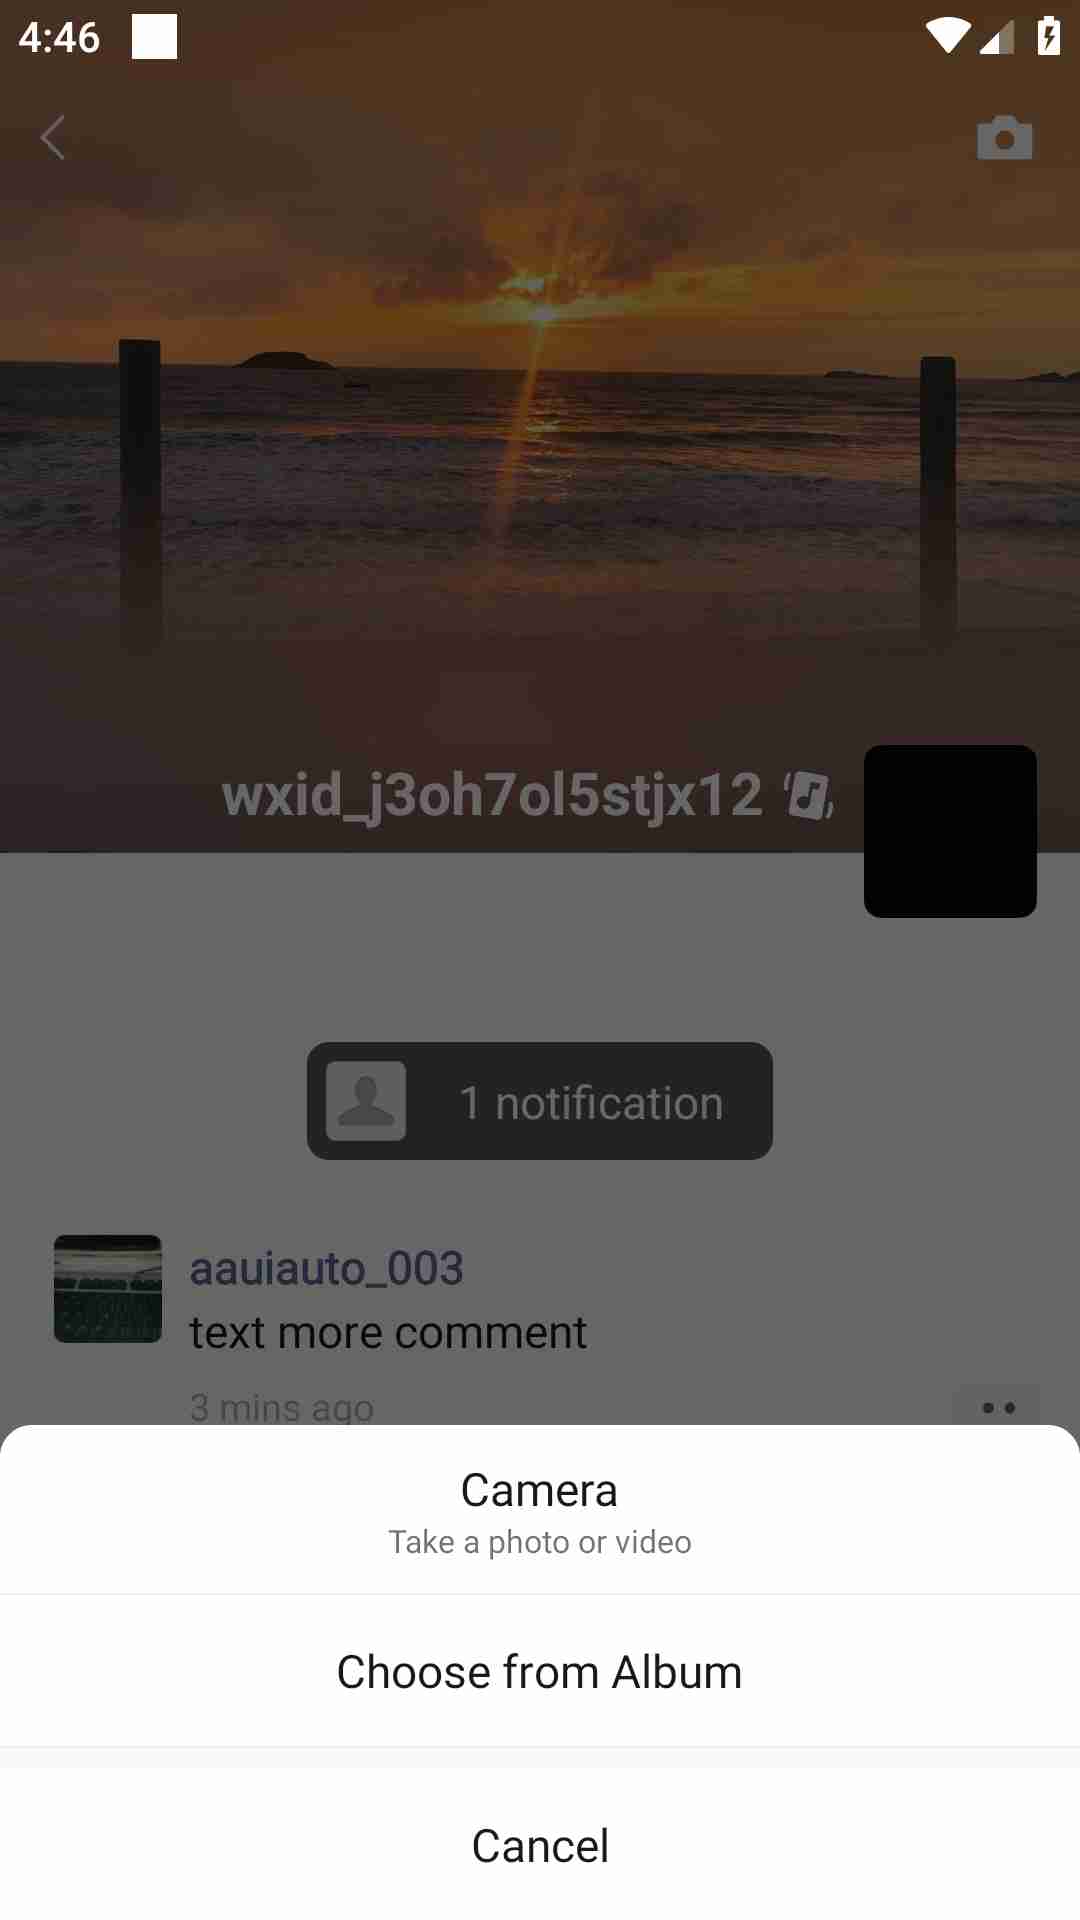 4:46
wxid_j3oh7ol5stjx12
1 notification
aauiauto_003
text more comment
3 mins ago
Camera
Take a photo or video
Choose from Album
Cancel